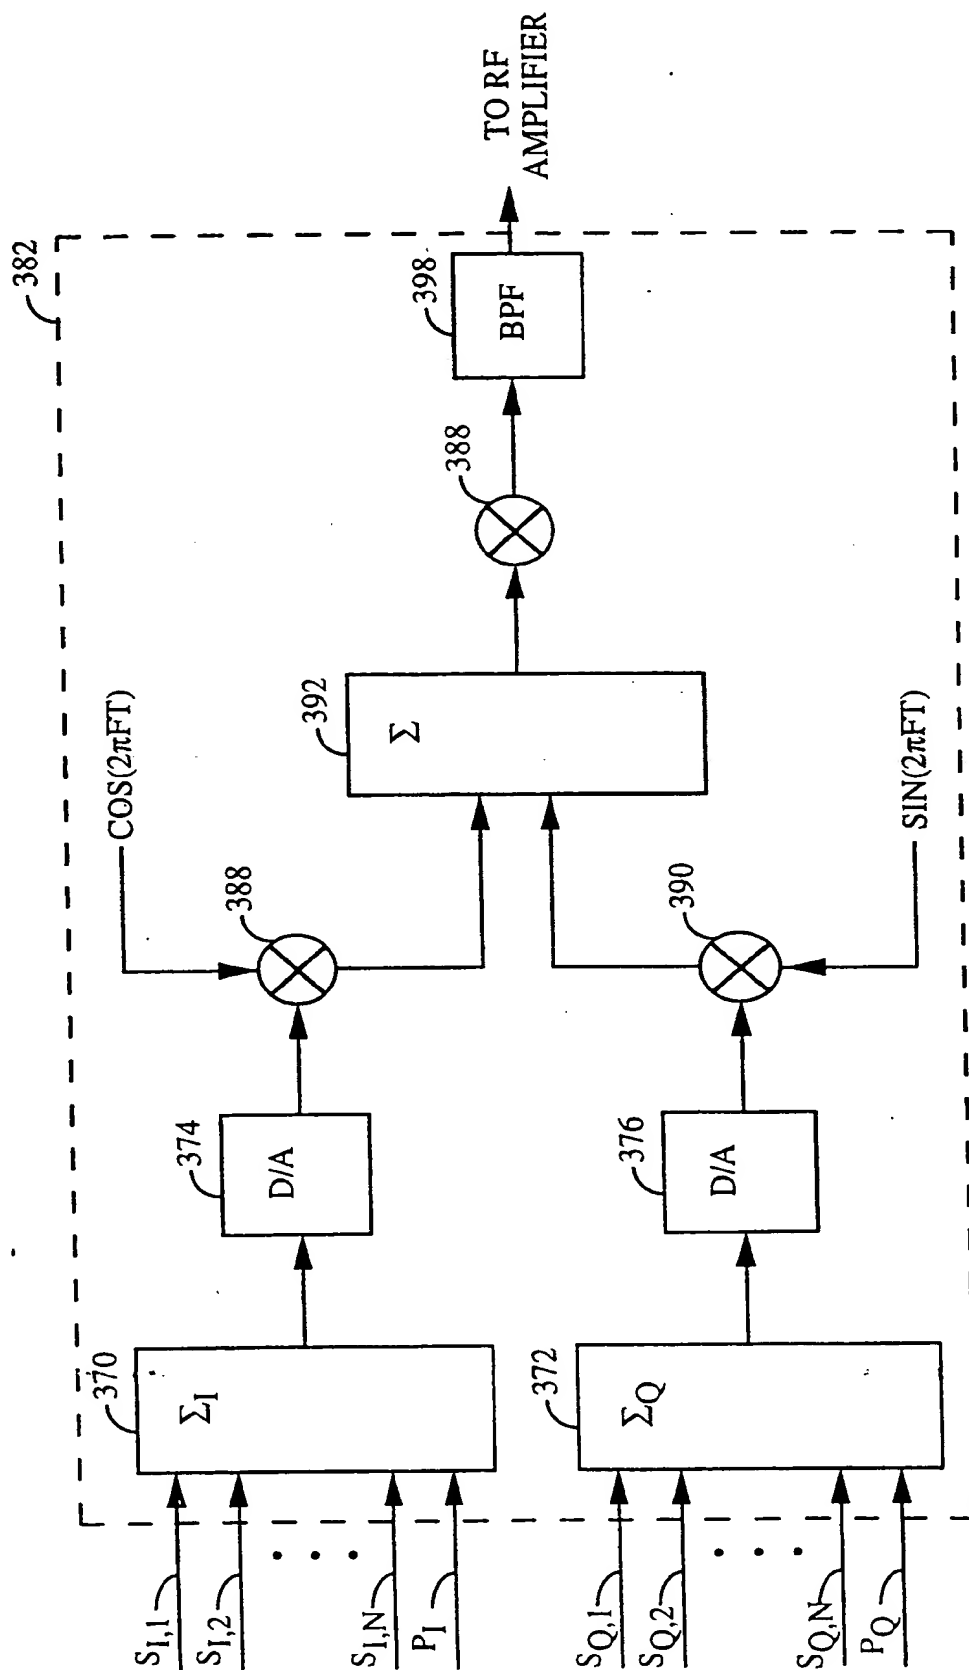 382
COS(2πFT)
370
374
388
392
388
398
S_I,1
S_I,2
S_I,N
P_I
Σ_I
D/A
Σ
BPF
TO RF
AMPLIFIER
372
376
390
S_Q,1
S_Q,2
S_Q,N
P_Q
Σ_Q
D/A
SIN(2πFT)